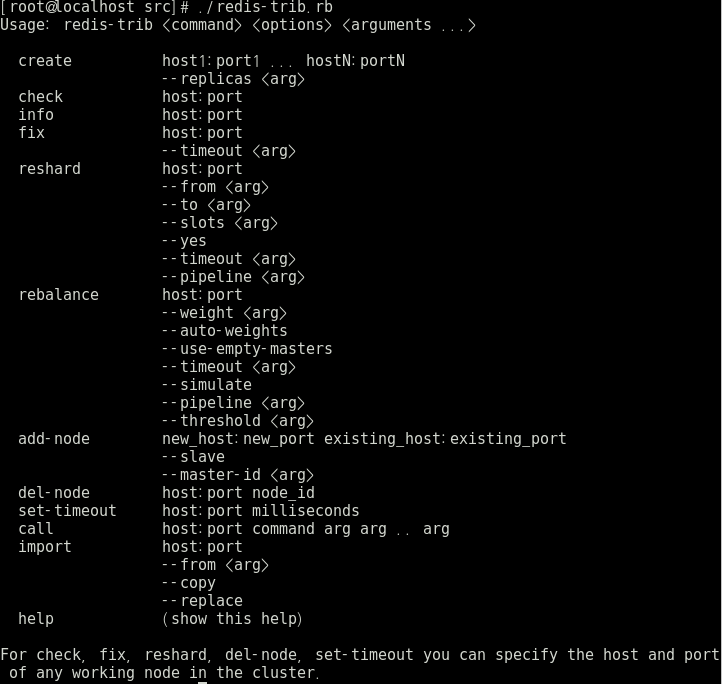 [root@localhost src]# ./redis-trib.rb
Usage: redis-trib <command> <options> <arguments ...>

  create          host1:port1 ... hostN:portN
                  --replicas <arg>
  check           host:port
  info            host:port
  fix             host:port
                  --timeout <arg>
  reshard         host:port
                  --from <arg>
                  --to <arg>
                  --slots <arg>
                  --yes
                  --timeout <arg>
                  --pipeline <arg>
  rebalance       host:port
                  --weight <arg>
                  --auto-weights
                  --use-empty-masters
                  --timeout <arg>
                  --simulate
                  --pipeline <arg>
                  --threshold <arg>
  add-node        new_host:new_port existing_host:existing_port
                  --slave
                  --master-id <arg>
  del-node        host:port node_id
  set-timeout     host:port milliseconds
  call            host:port command arg arg .. arg
  import          host:port
                  --from <arg>
                  --copy
                  --replace
  help            (show this help)

For check, fix, reshard, del-node, set-timeout you can specify the host and port
 of any working node in the cluster.